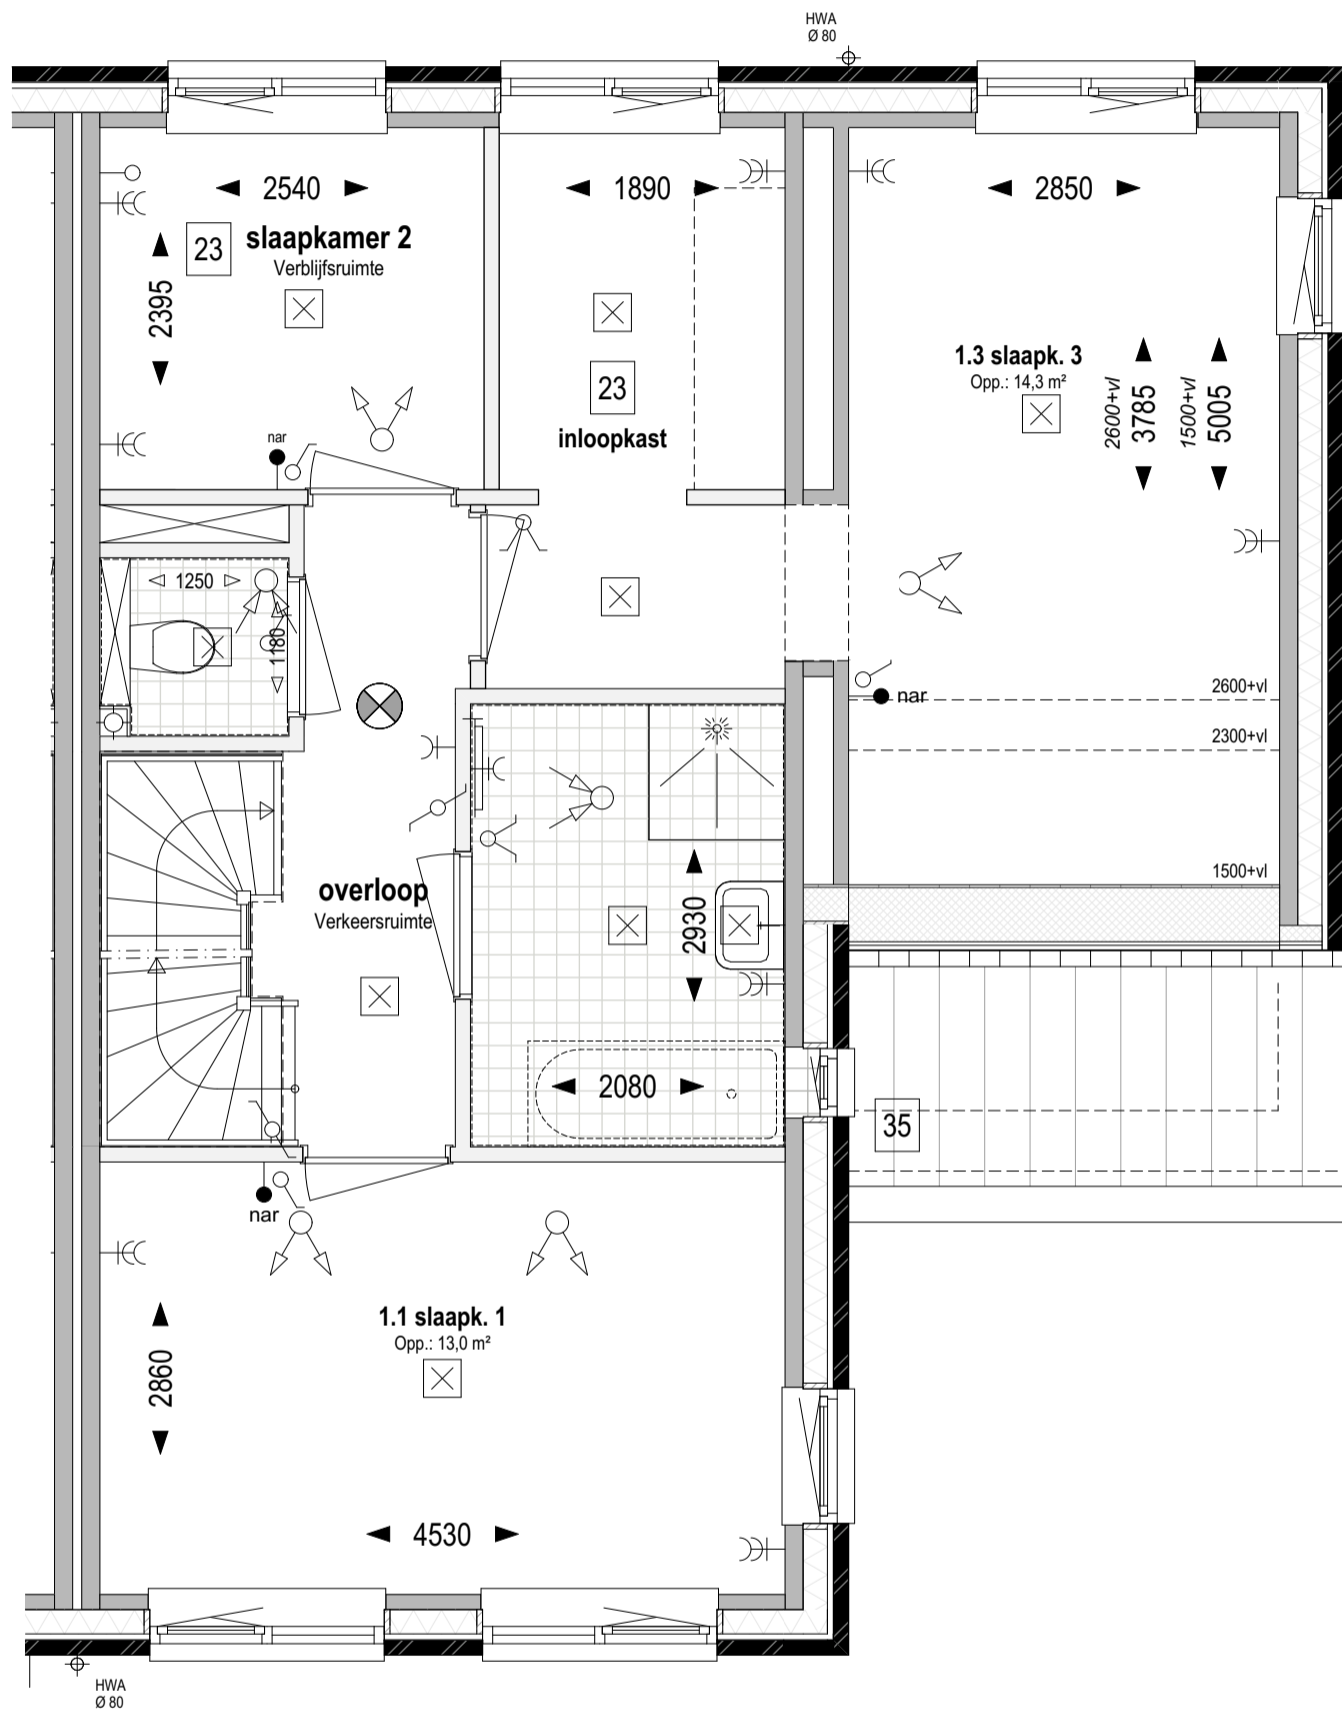 HWA
Ø 80
2540
1890
2850
23
slaapkamer 2
Verblijfsruimte
2395
23
inloopkast
1.3 slaapk. 3
Opp.: 14,3 m²
2600+vl
3785
1500+vl
5005
nar
1250
1180
nar
2600+vl
2300+vl
1500+vl
overloop
Verkeersruimte
2930
2080
35
nar
1.1 slaapk. 1
Opp.: 13,0 m²
2860
4530
HWA
Ø 80